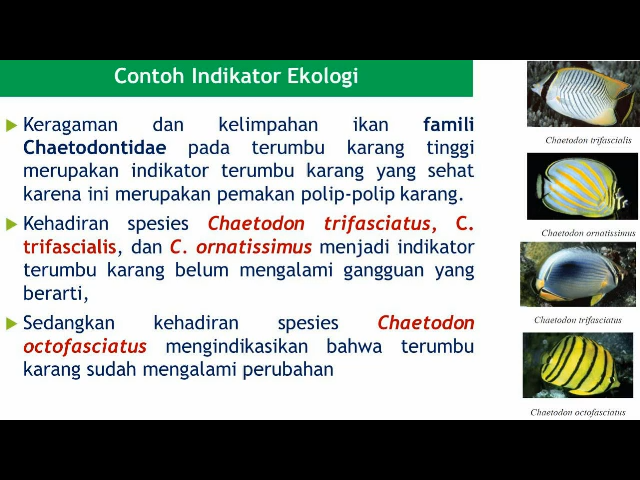 Contoh Indikator Ekologi
Keragaman dan kelimpahan ikan famili
Chaetodontidae pada terumbu karang tinggi
merupakan indikator terumbu karang yang sehat
karena ini merupakan pemakan polip-polip karang.
Kehadiran spesies Chaetodon trifasciatus, C.
trifascialis, dan C. ornatissimus menjadi indikator
terumbu karang belum mengalami gangguan yang
berarti,
Sedangkan kehadiran spesies Chaetodon
octofasciatus mengindikasikan bahwa terumbu
karang sudah mengalami perubahan
Chaetodon trifascialis
Chaetodon ornatissimus
Chaetodon trifasciatus
Chaetodon octofasciatus